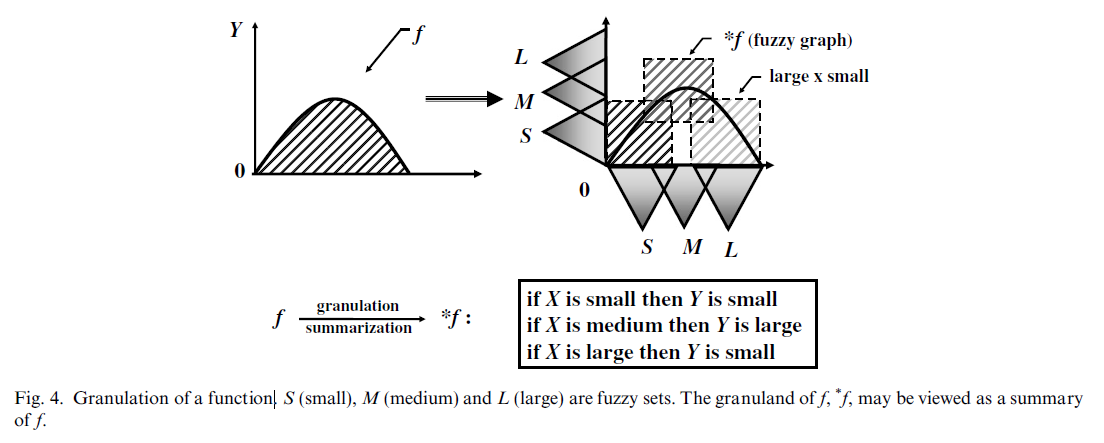 Y
f
0
L
M
S
*f (fuzzy graph)
large x small
0
S M L
f granulation summarization *f :
if X is small then Y is small
if X is medium then Y is large
if X is large then Y is small
Fig. 4. Granulation of a function, S (small), M (medium) and L (large) are fuzzy sets. The granuland of f, *f, may be viewed as a summary
of f.